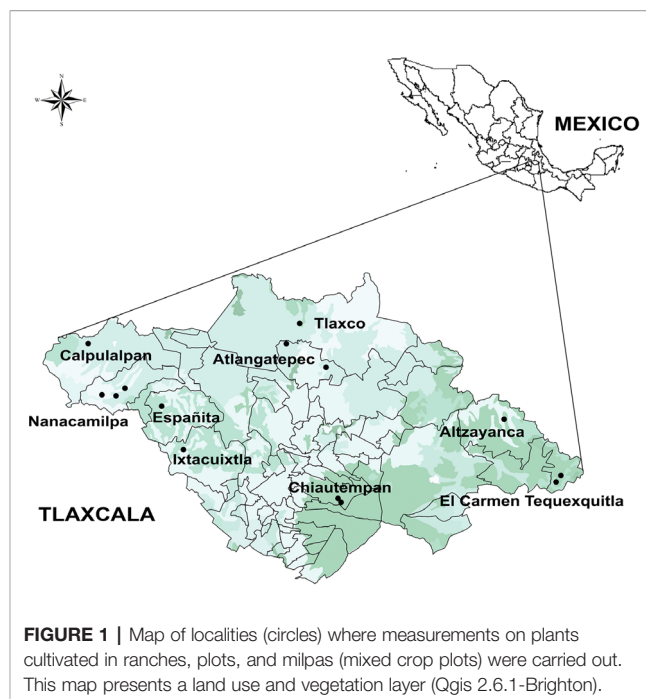 N
W E
S
MEXICO
Tlaxco
Calpulalpan
Atlangatepec
Nanacamilpa
Españita
Altzayanca
Ixtacuixtla
Chiautempan
El Carmen Tequexquitla
TLAXCALA
FIGURE 1 | Map of localities (circles) where measurements on plants
cultivated in ranches, plots, and milpas (mixed crop plots) were carried out.
This map presents a land use and vegetation layer (Qgis 2.6.1-Brighton).